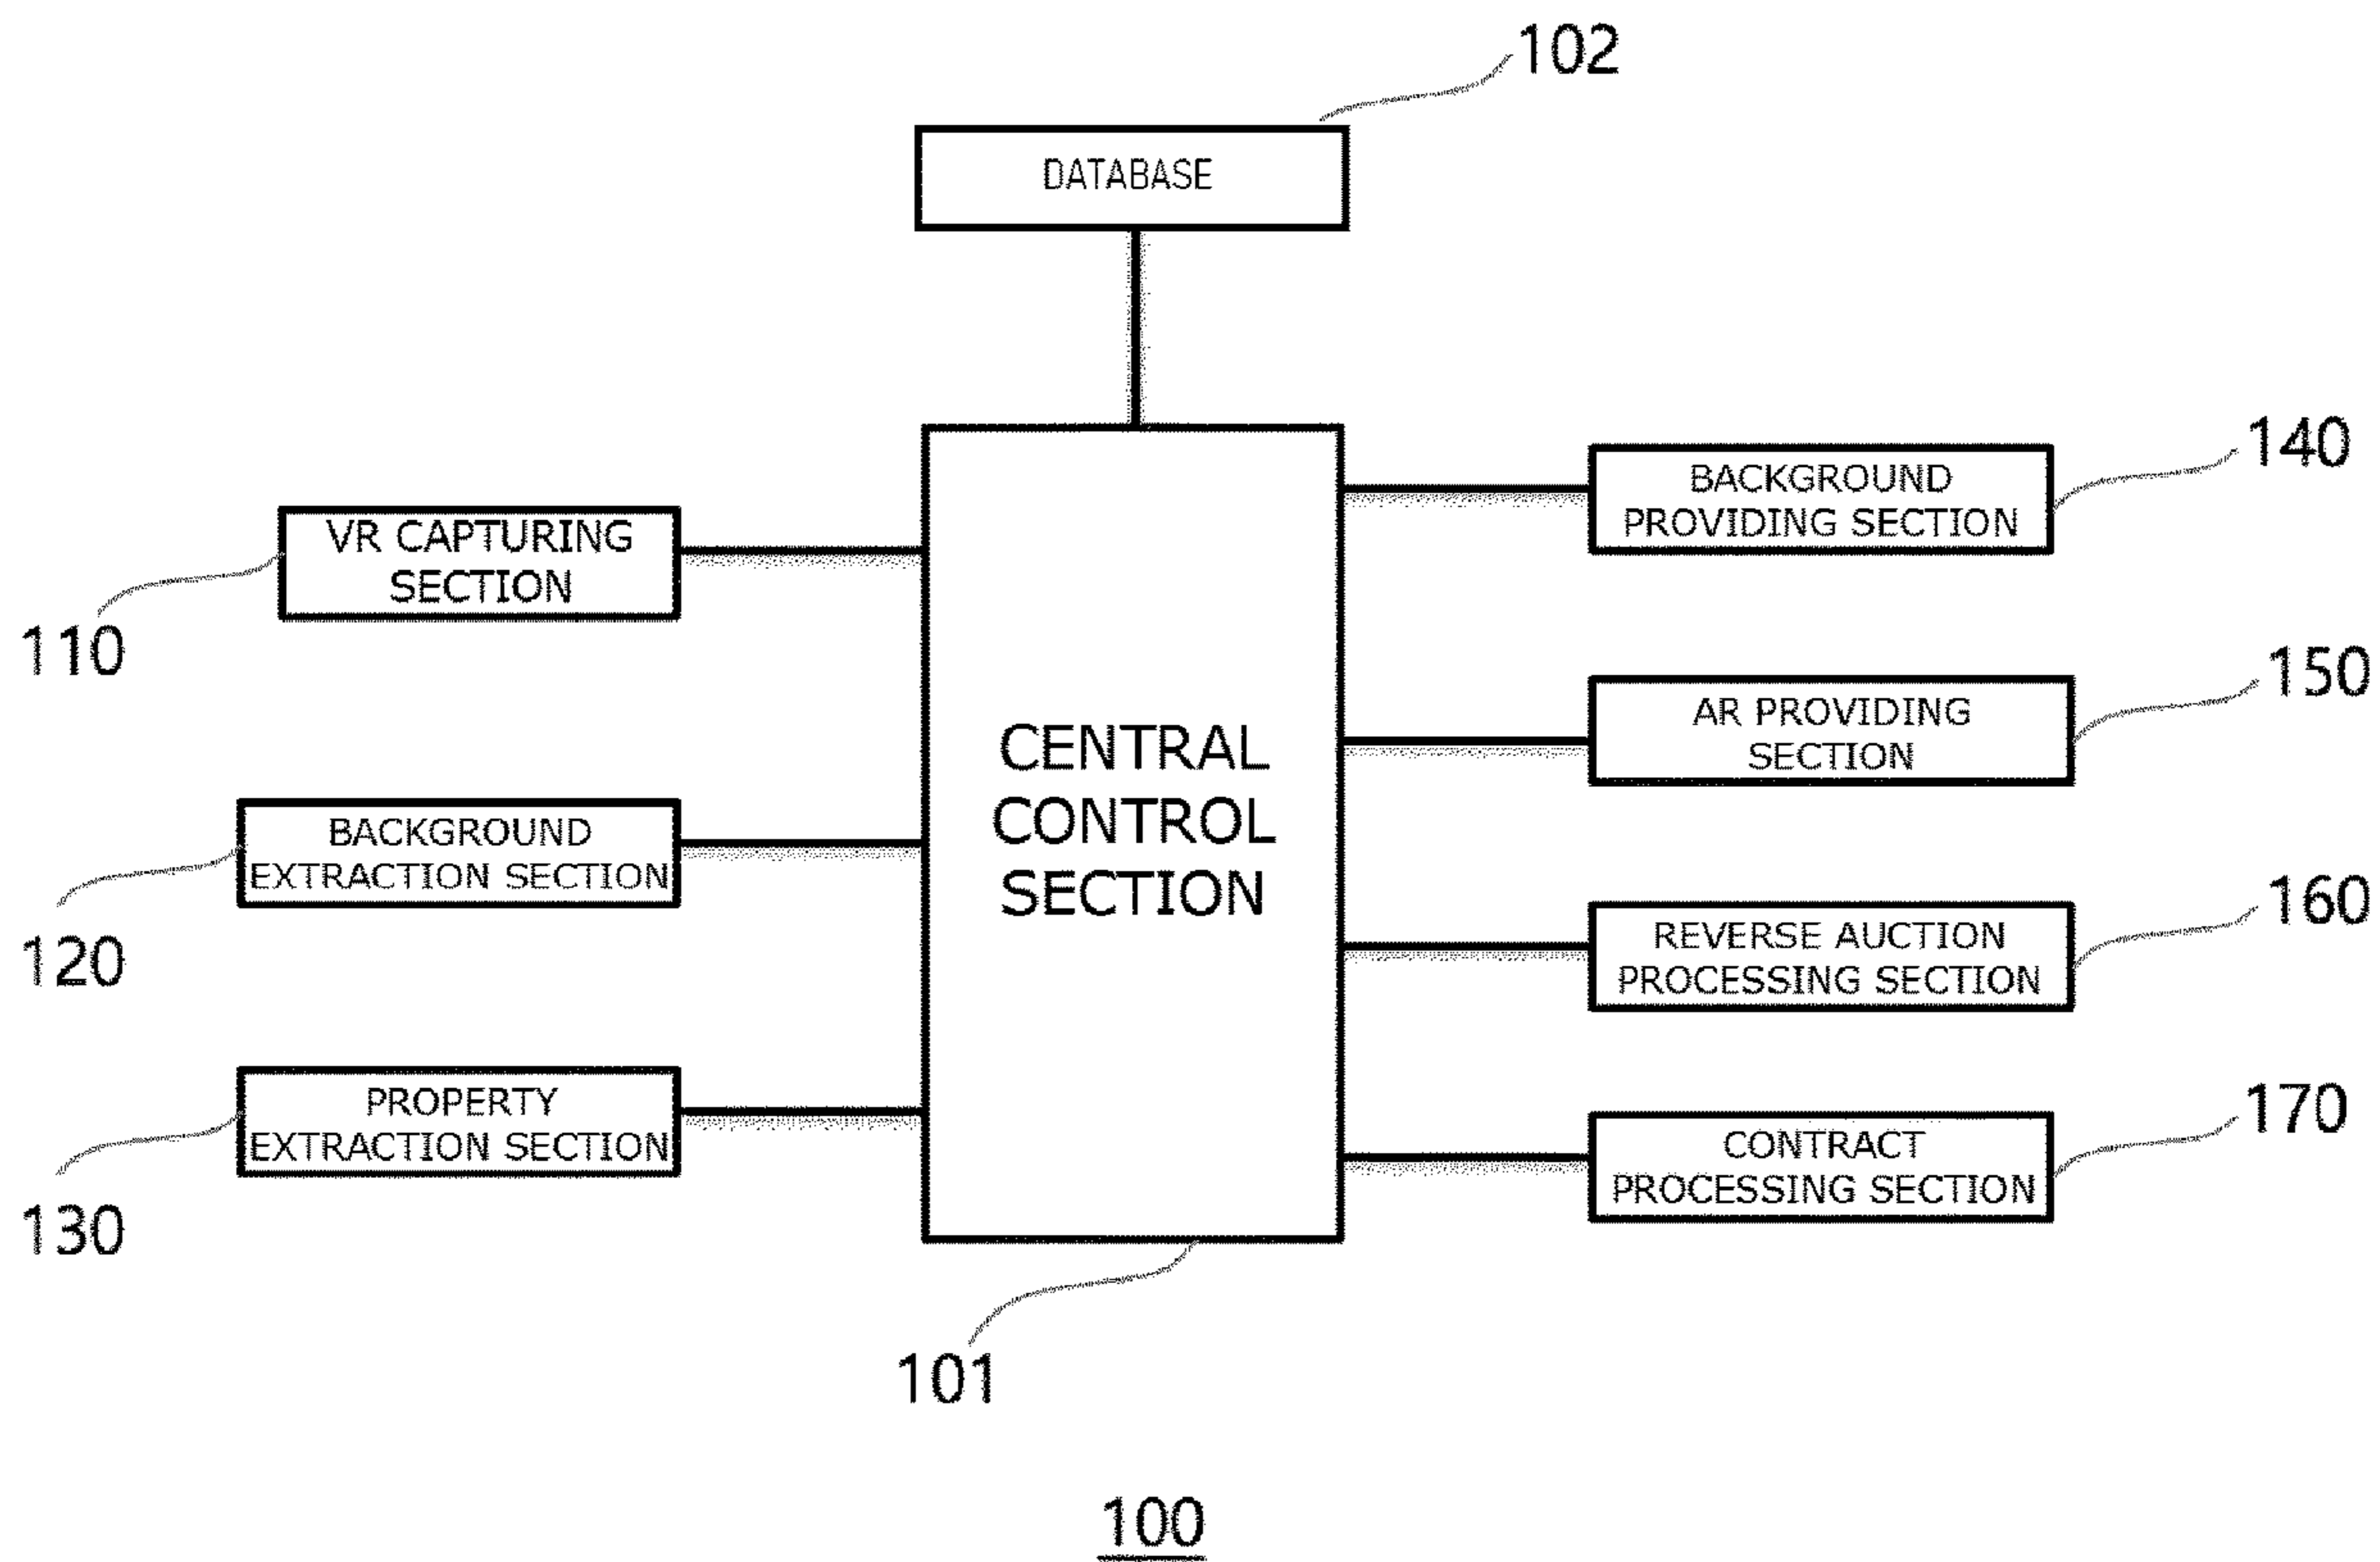 102
DATABASE
140
BACKGROUND
PROVIDING SECTION
VR CAPTURING
SECTION
110
150
AR PROVIDING
SECTION
CENTRAL
CONTROL
SECTION
BACKGROUND
EXTRACTION SECTION
120
160
REVERSE AUCTION
PROCESSING SECTION
PROPERTY
EXTRACTION SECTION
130
170
CONTRACT
PROCESSING SECTION
101
100